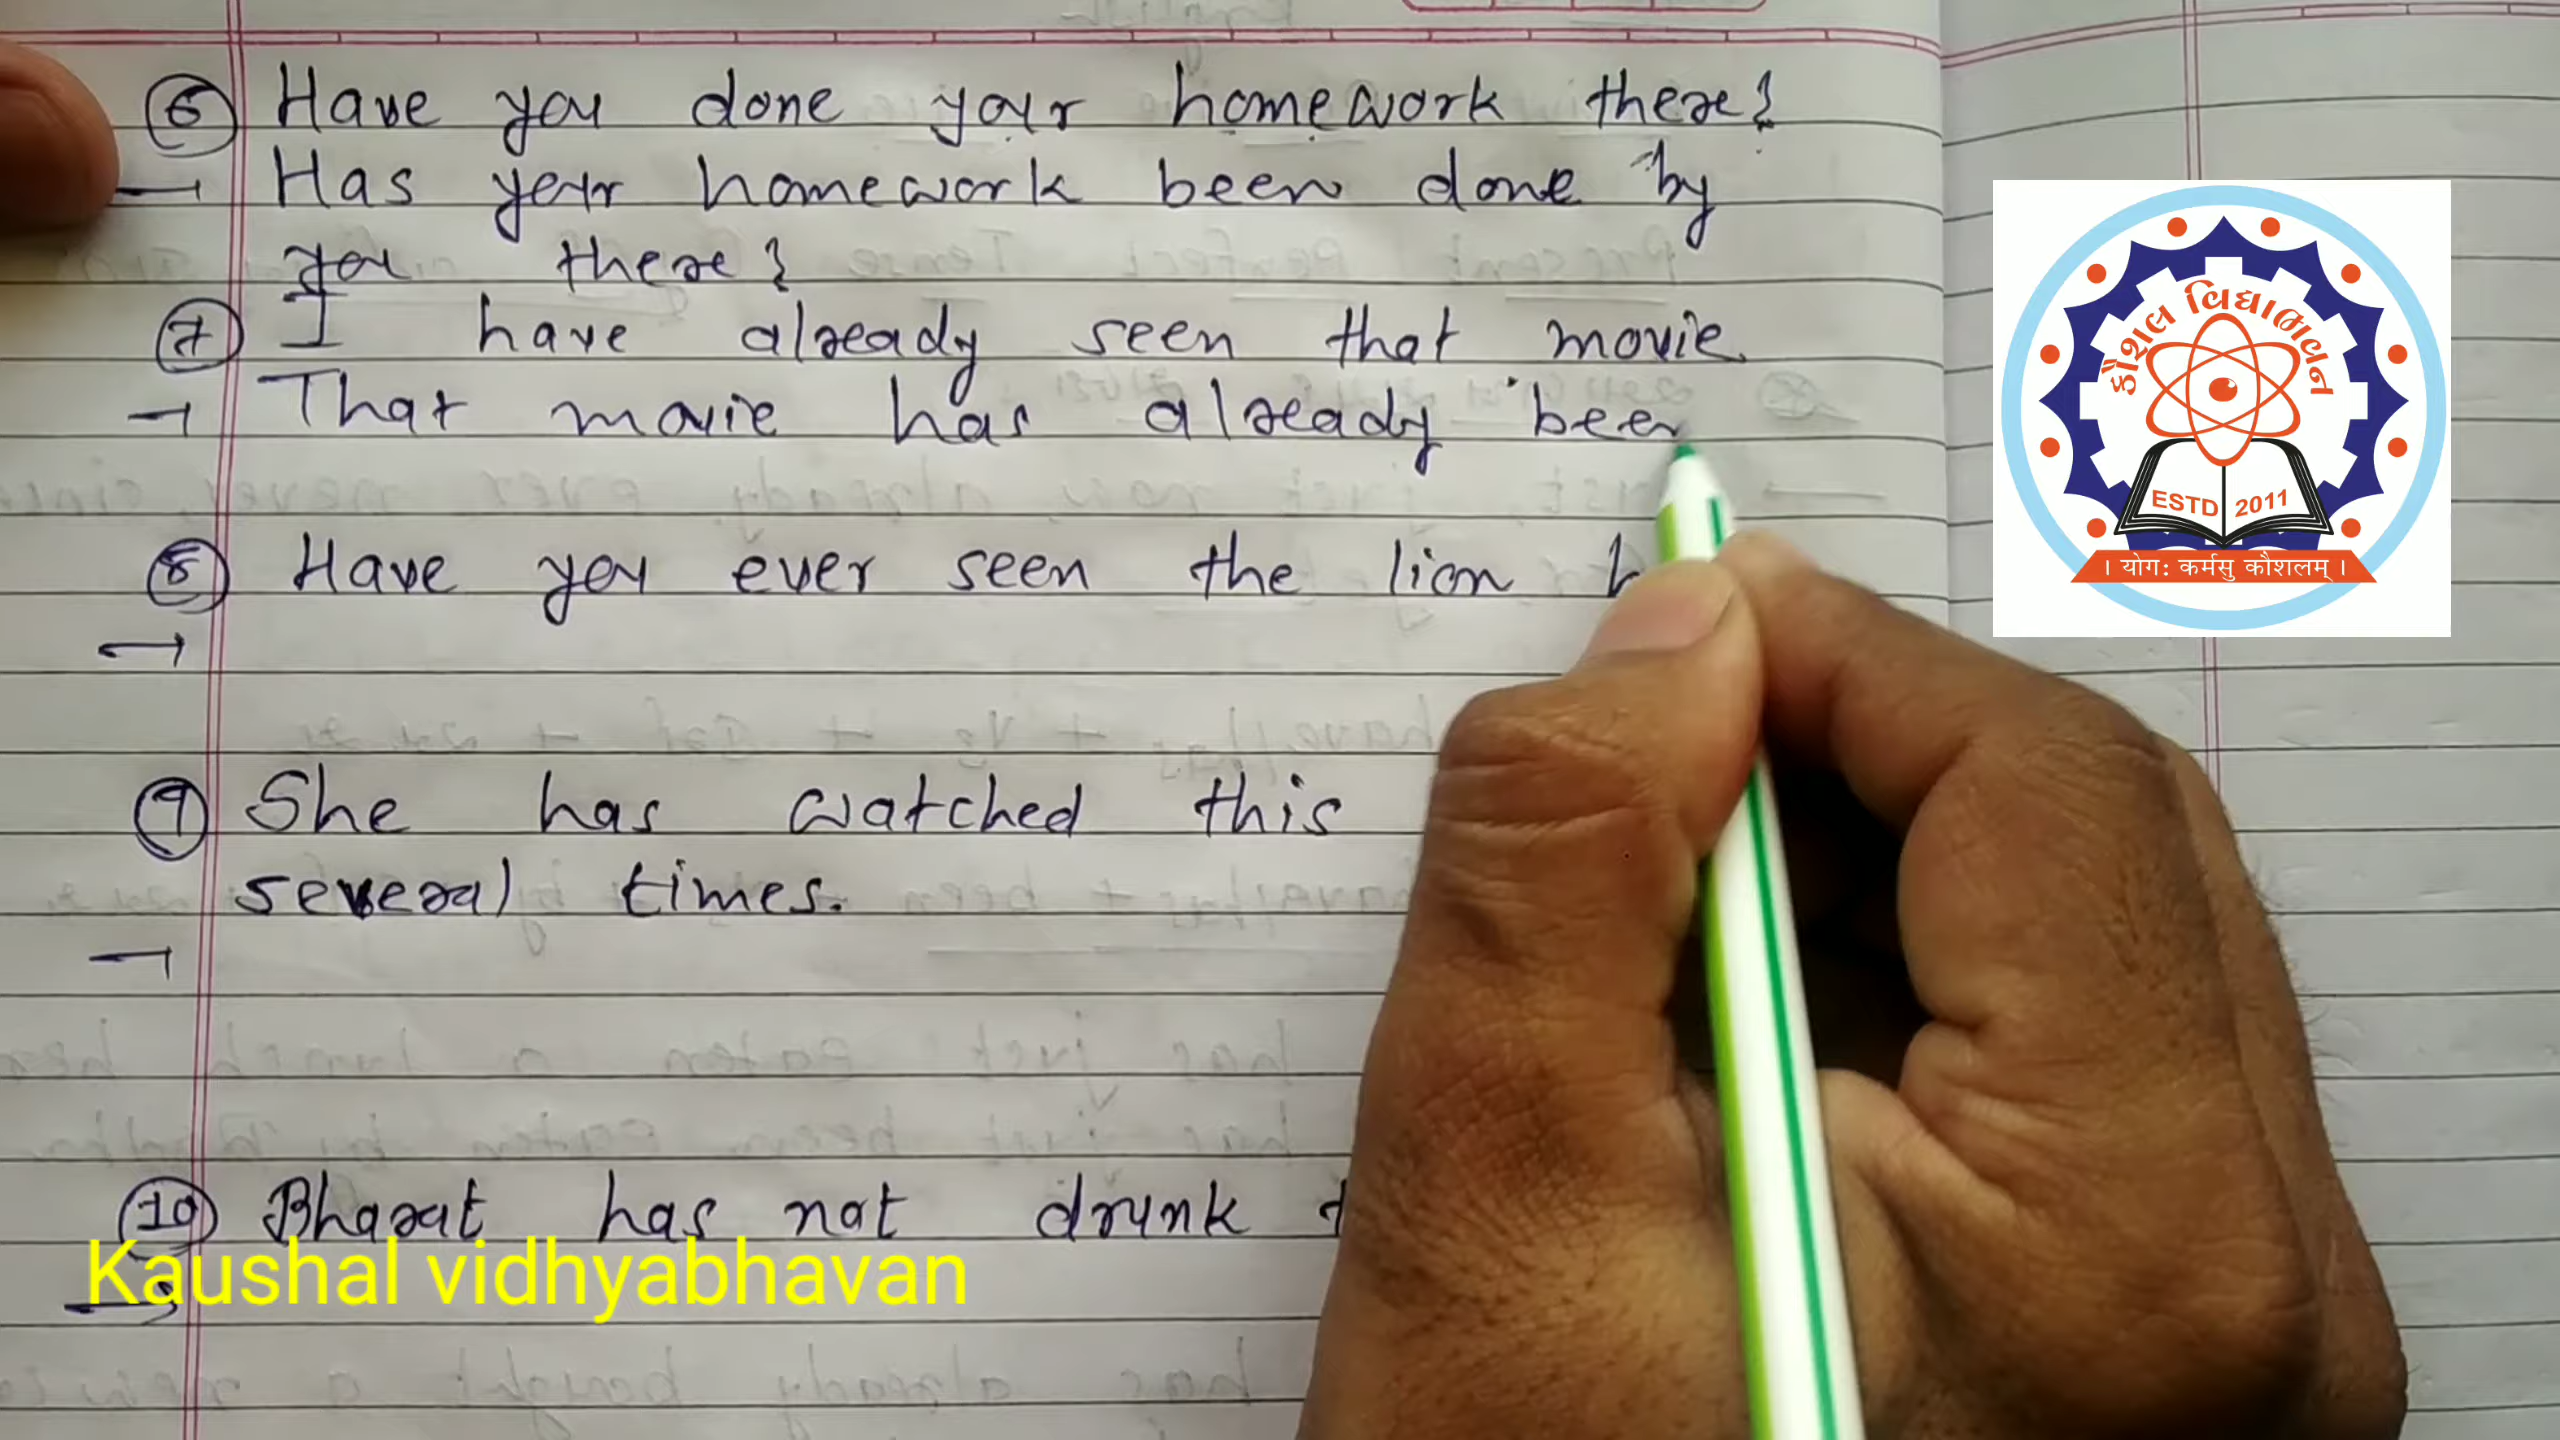 6 Have you done your homework there?
→ Has your homework been done by
you there?
7 I have already seen that movie.
→ That movie has already been
8 Have you ever seen the lion
→
9 She has watched this
several times.
→
10 Bharat has not drunk
→
Kaushal vidhyabhavan
કૌશલ વિદ્યાભવન
ESTD 2011
। योगः कर्मसु कौशलम् ।